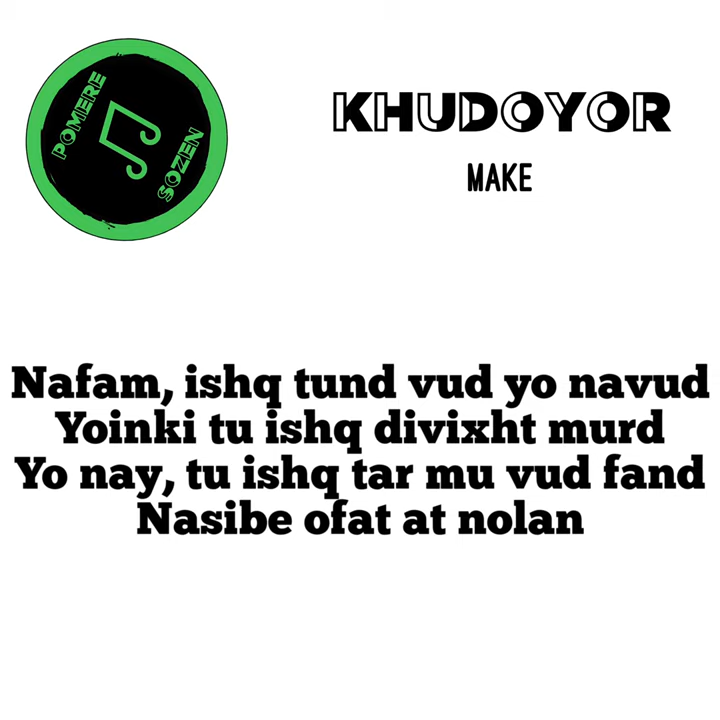 POMERE
SOZEN
KHUDOYOR
MAKE
Nafam, ishq tund vud yo navud
Yoinki tu ishq divixht murd
Yo nay, tu ishq tar mu vud fand
Nasibe ofat at nolan